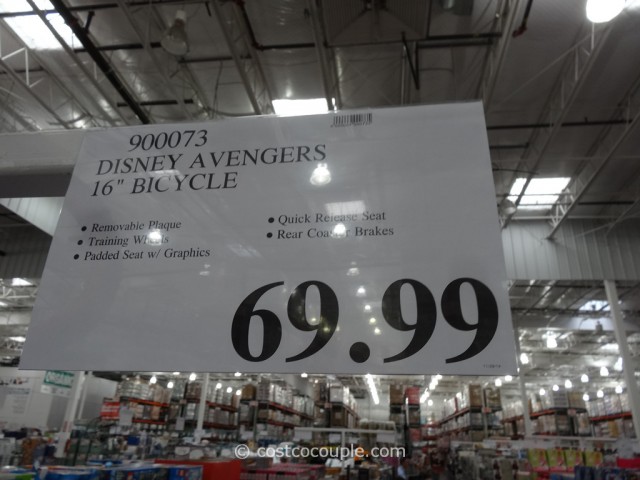 900073
DISNEY AVENGERS
16" BICYCLE
• Removable Plaque
• Training Wheels
• Padded Seat w/ Graphics
• Quick Release Seat
• Rear Coaster Brakes
69.99
© costcocouple.com